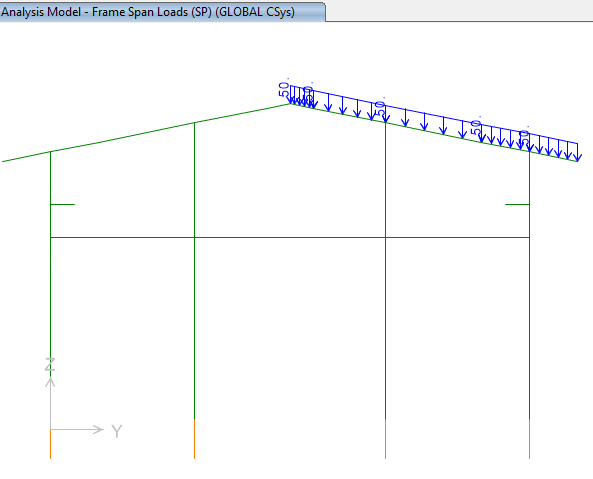 Analysis Model - Frame Span Loads (SP) (GLOBAL CSys)
50.
50.
50.
50.
50.
Z
Y